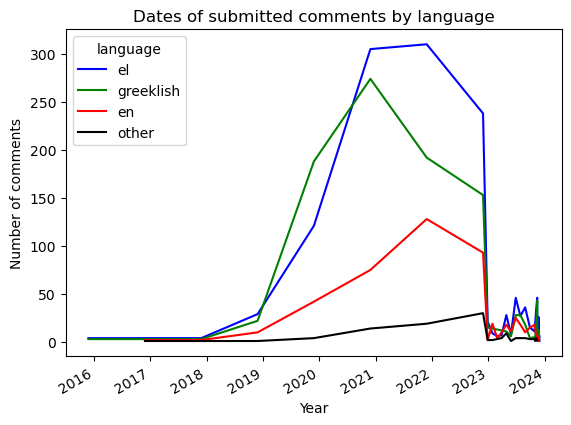 Dates of submitted comments by language
language
el
greeklish
en
other
Number of comments
300
250
200
150
100
50
0
2016
2017
2018
2019
2020
2021
2022
2023
2024
Year